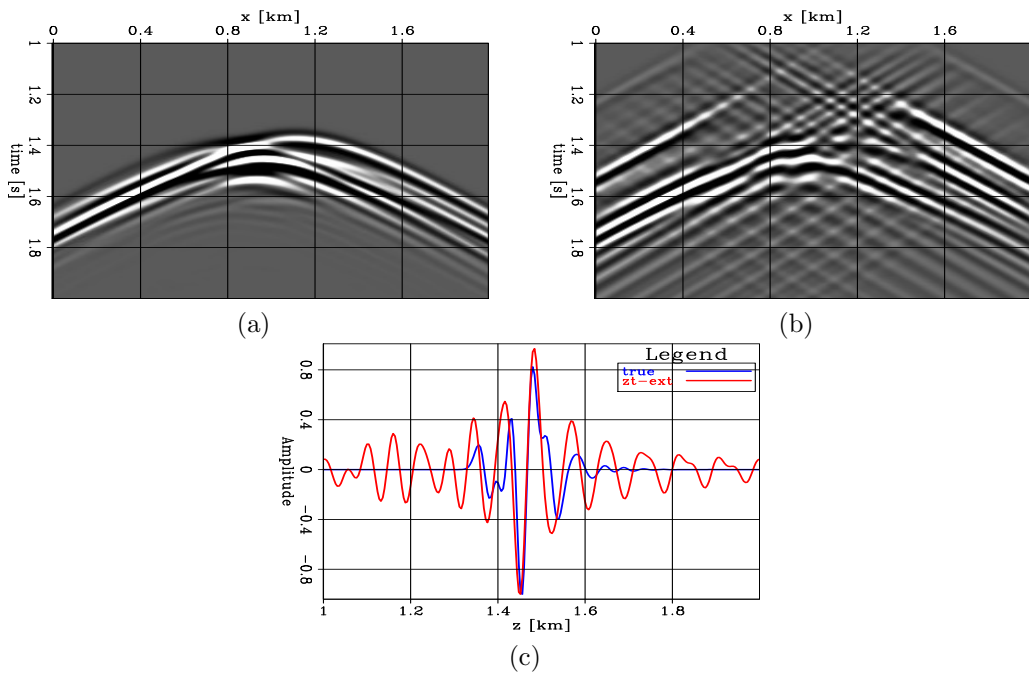 x [km]
0 0.4 0.8 1.2 1.6
time [s]
1 1.2 1.4 1.6 1.8
(a)
x [km]
0 0.4 0.8 1.2 1.6
time [s]
1 1.2 1.4 1.6 1.8
(b)
Legend
true
zt-ext
Amplitude
0.8 0.4 0 -0.4 -0.8
1 1.2 1.4 1.6 1.8
z [km]
(c)